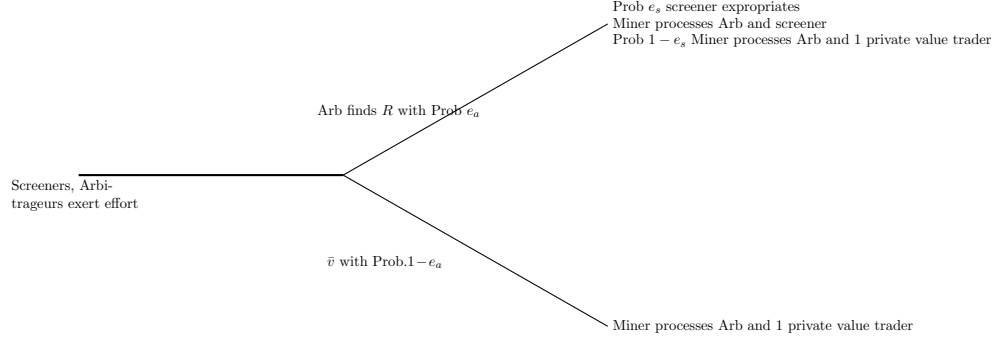 Prob $e_s$ screener expropriates
Miner processes Arb and screener
Prob $1 - e_s$ Miner processes Arb and 1 private value trader
Arb finds $R$ with Prob $e_a$
Screeners, Arbi-
trageurs exert effort
$\bar{v}$ with Prob.$1 - e_a$
Miner processes Arb and 1 private value trader